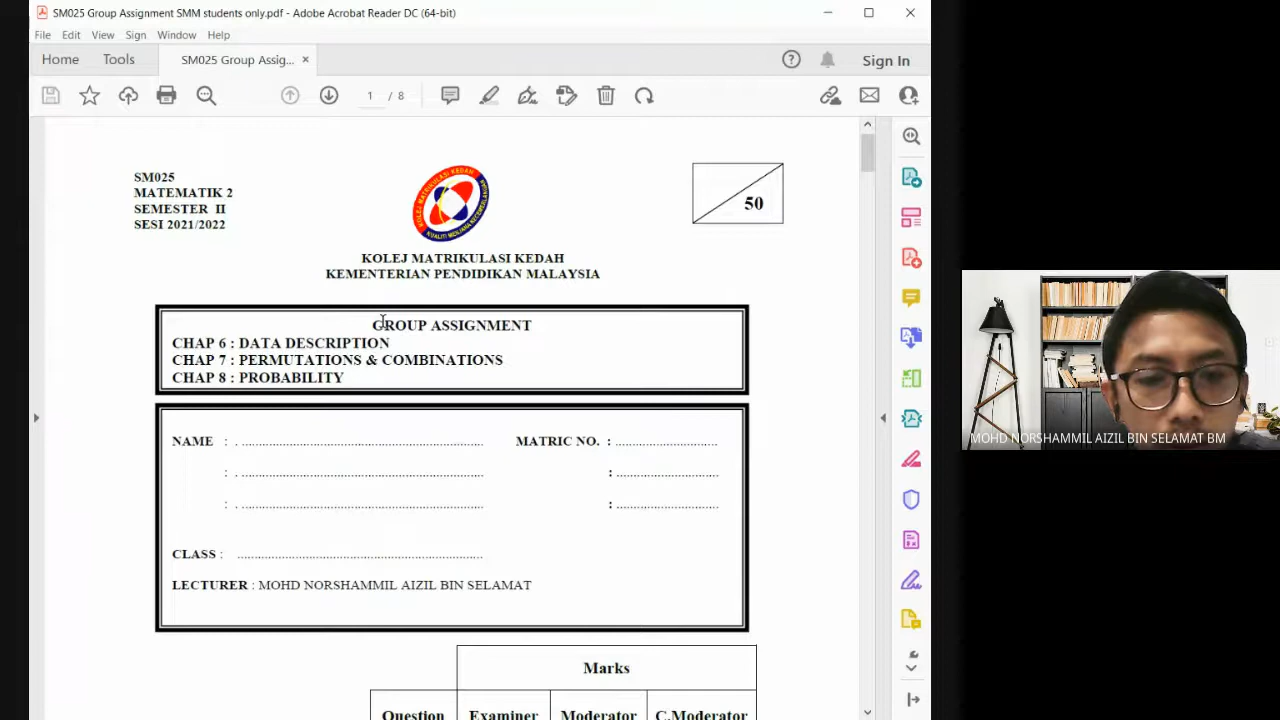 SM025 Group Assignment SMM students only.pdf - Adobe Acrobat Reader DC (64-bit)
File Edit View Sign Window Help
Home Tools SM025 Group Assig... × Sign In
1 / 8
SM025
MATEMATIK 2
SEMESTER II
SESI 2021/2022
KOLEJ MATRIKULASI KEDAH
50
KOLEJ MATRIKULASI KEDAH
KEMENTERIAN PENDIDIKAN MALAYSIA
GROUP ASSIGNMENT
CHAP 6 : DATA DESCRIPTION
CHAP 7 : PERMUTATIONS & COMBINATIONS
CHAP 8 : PROBABILITY
NAME : . .......................................................... MATRIC NO. : .........................
: . .......................................................... : .........................
: . .......................................................... : .........................
CLASS : ..........................................................
LECTURER : MOHD NORSHAMMIL AIZIL BIN SELAMAT
Marks
Question Examiner Moderator C.Moderator
MOHD NORSHAMMIL AIZIL BIN SELAMAT BM